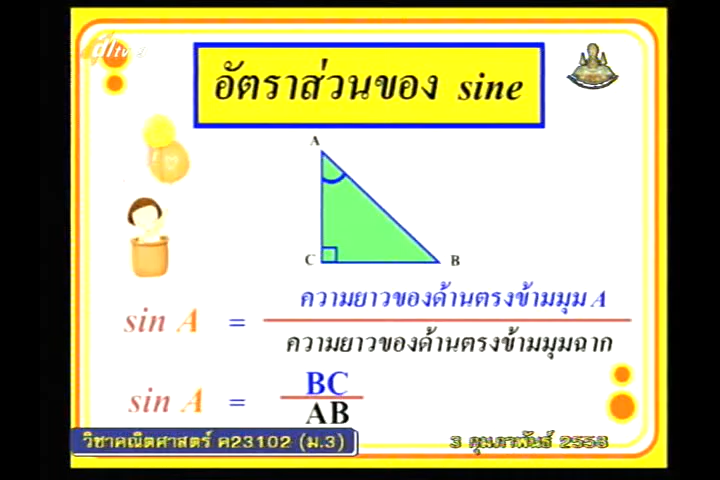 อัตราส่วนของ sine
A
C
B
sin A = ความยาวของด้านตรงข้ามมุม A
ความยาวของด้านตรงข้ามมุมฉาก
sin A = BC
AB
วิชาคณิตศาสตร์ ค23102 (ม.3)
3 กุมภาพันธ์ 2558